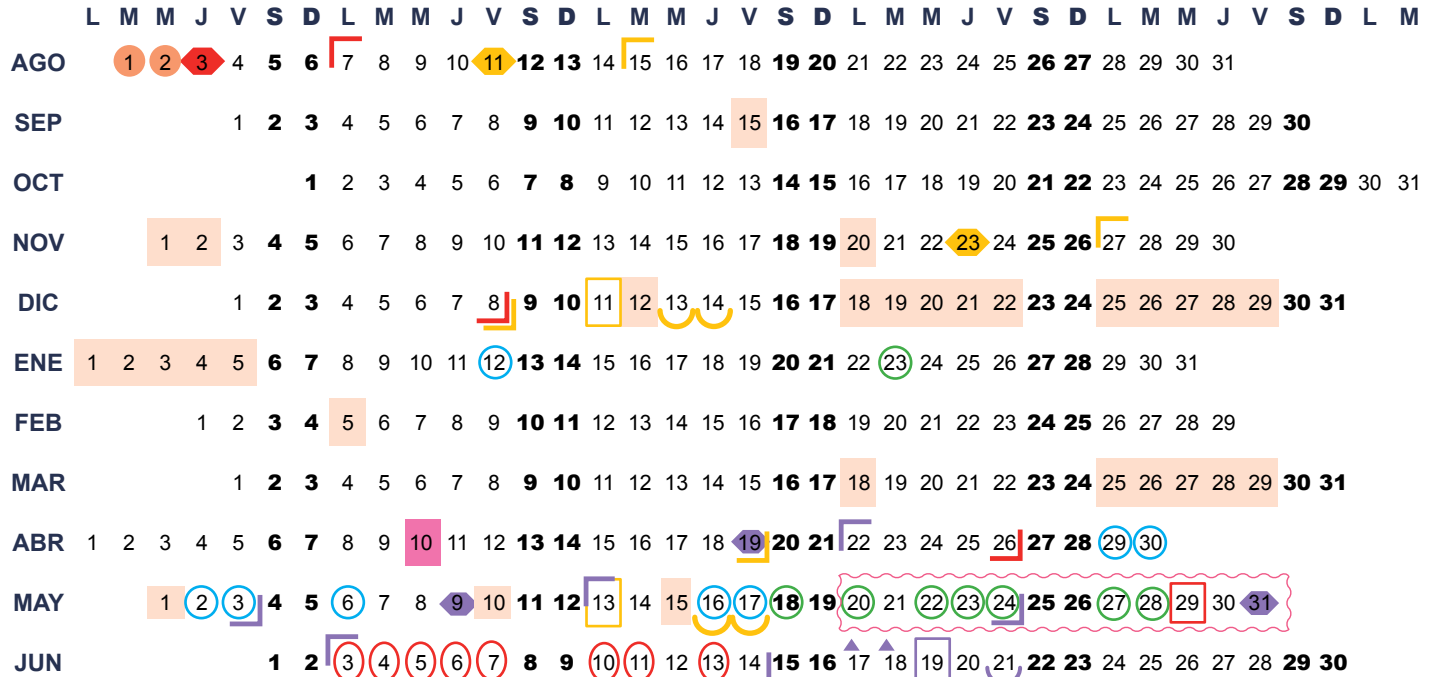 L M M J V S D L M M J V S D L M M J V S D L M M J V S D L M M J V S D L M
AGO 1 2 3 4 5 6 7 8 9 10 11 12 13 14 15 16 17 18 19 20 21 22 23 24 25 26 27 28 29 30 31
SEP 1 2 3 4 5 6 7 8 9 10 11 12 13 14 15 16 17 18 19 20 21 22 23 24 25 26 27 28 29 30
OCT 1 2 3 4 5 6 7 8 9 10 11 12 13 14 15 16 17 18 19 20 21 22 23 24 25 26 27 28 29 30 31
NOV 1 2 3 4 5 6 7 8 9 10 11 12 13 14 15 16 17 18 19 20 21 22 23 24 25 26 27 28 29 30
DIC 1 2 3 4 5 6 7 8 9 10 11 12 13 14 15 16 17 18 19 20 21 22 23 24 25 26 27 28 29 30 31
ENE 1 2 3 4 5 6 7 8 9 10 11 12 13 14 15 16 17 18 19 20 21 22 23 24 25 26 27 28 29 30 31
FEB 1 2 3 4 5 6 7 8 9 10 11 12 13 14 15 16 17 18 19 20 21 22 23 24 25 26 27 28 29
MAR 1 2 3 4 5 6 7 8 9 10 11 12 13 14 15 16 17 18 19 20 21 22 23 24 25 26 27 28 29 30 31
ABR 1 2 3 4 5 6 7 8 9 10 11 12 13 14 15 16 17 18 19 20 21 22 23 24 25 26 27 28 29 30
MAY 1 2 3 4 5 6 7 8 9 10 11 12 13 14 15 16 17 18 19 20 21 22 23 24 25 26 27 28 29 30 31
JUN 1 2 3 4 5 6 7 8 9 10 11 12 13 14 15 16 17 18 19 20 21 22 23 24 25 26 27 28 29 30